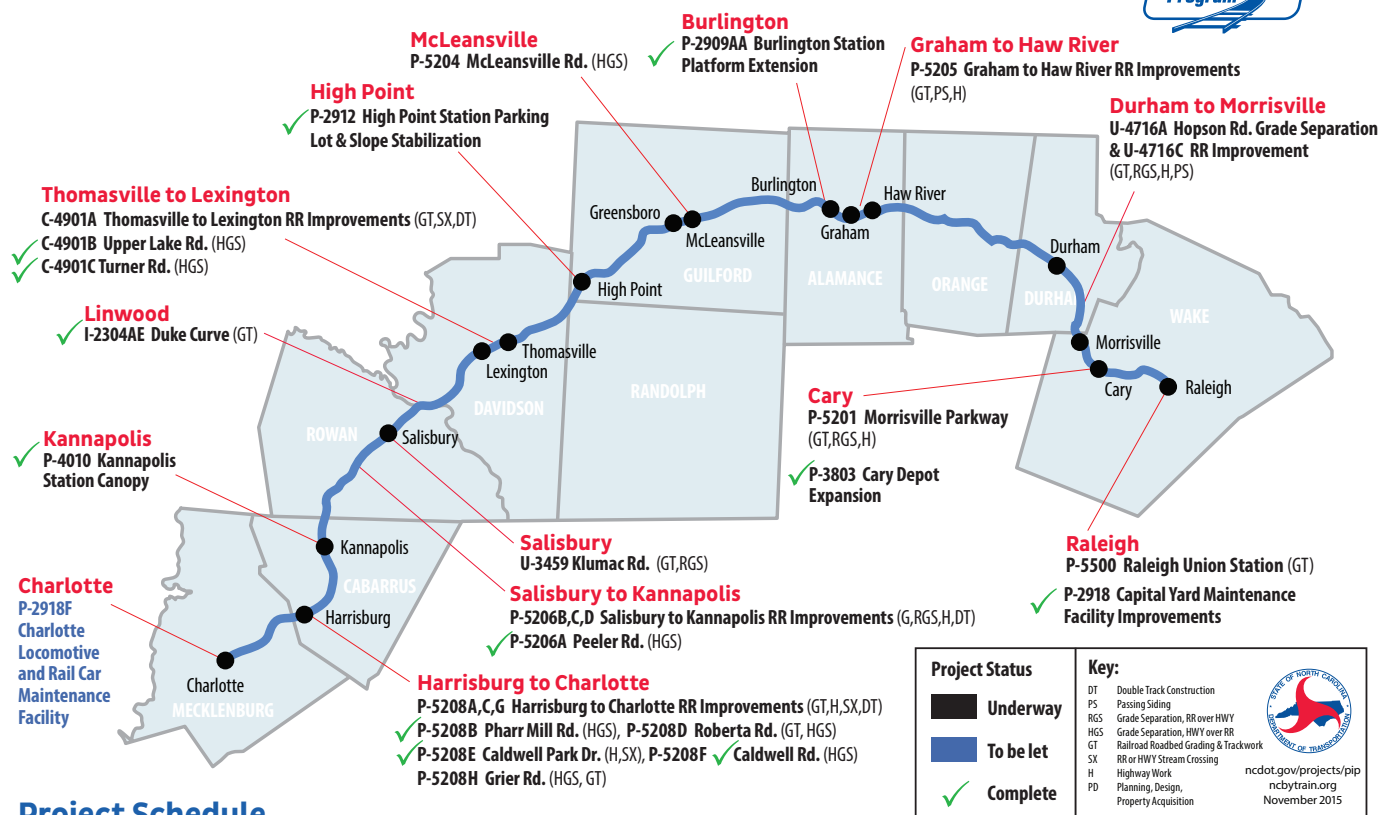 Program
Burlington
P-2909AA Burlington Station
Platform Extension
McLeansville
P-5204 McLeansville Rd. (HGS)
Graham to Haw River
P-5205 Graham to Haw River RR Improvements
(GT,PS,H)
High Point
P-2912 High Point Station Parking
Lot & Slope Stabilization
Durham to Morrisville
U-4716A Hopson Rd. Grade Separation
& U-4716C RR Improvement
(GT,RGS,H,PS)
Thomasville to Lexington
C-4901A Thomasville to Lexington RR Improvements (GT,SX,DT)
C-4901B Upper Lake Rd. (HGS)
C-4901C Turner Rd. (HGS)
Linwood
I-2304AE Duke Curve (GT)
Kannapolis
P-4010 Kannapolis
Station Canopy
Charlotte
P-2918F
Charlotte
Locomotive
and Rail Car
Maintenance
Facility
Burlington
Haw River
Greensboro
McLeansville
Graham
Durham
High Point
GUILFORD
ALAMANCE
ORANGE
DURHA
WAKE
Morrisville
Thomasville
Lexington
Cary
Raleigh
RANDOLPH
DAVIDSON
ROWAN
Salisbury
Kannapolis
CABARRUS
Harrisburg
Charlotte
MECKLENBURG
Cary
P-5201 Morrisville Parkway
(GT,RGS,H)
P-3803 Cary Depot
Expansion
Raleigh
P-5500 Raleigh Union Station (GT)
P-2918 Capital Yard Maintenance
Facility Improvements
Salisbury
U-3459 Klumac Rd. (GT,RGS)
Salisbury to Kannapolis
P-5206B,C,D Salisbury to Kannapolis RR Improvements (G,RGS,H,DT)
P-5206A Peeler Rd. (HGS)
Harrisburg to Charlotte
P-5208A,C,G Harrisburg to Charlotte RR Improvements (GT,H,SX,DT)
P-5208B Pharr Mill Rd. (HGS), P-5208D Roberta Rd. (GT, HGS)
P-5208E Caldwell Park Dr. (H,SX), P-5208F Caldwell Rd. (HGS)
P-5208H Grier Rd. (HGS, GT)
Project Status
Underway
To be let
Complete
Key:
DT Double Track Construction
PS Passing Siding
RGS Grade Separation, RR over HWY
HGS Grade Separation, HWY over RR
GT Railroad Roadbed Grading & Trackwork
SX RR or HWY Stream Crossing
H Highway Work
PD Planning, Design,
Property Acquisition
STATE OF NORTH CAROLINA
DEPARTMENT OF TRANSPORTATION
ncdot.gov/projects/pip
ncbytrain.org
November 2015
Project Schedule